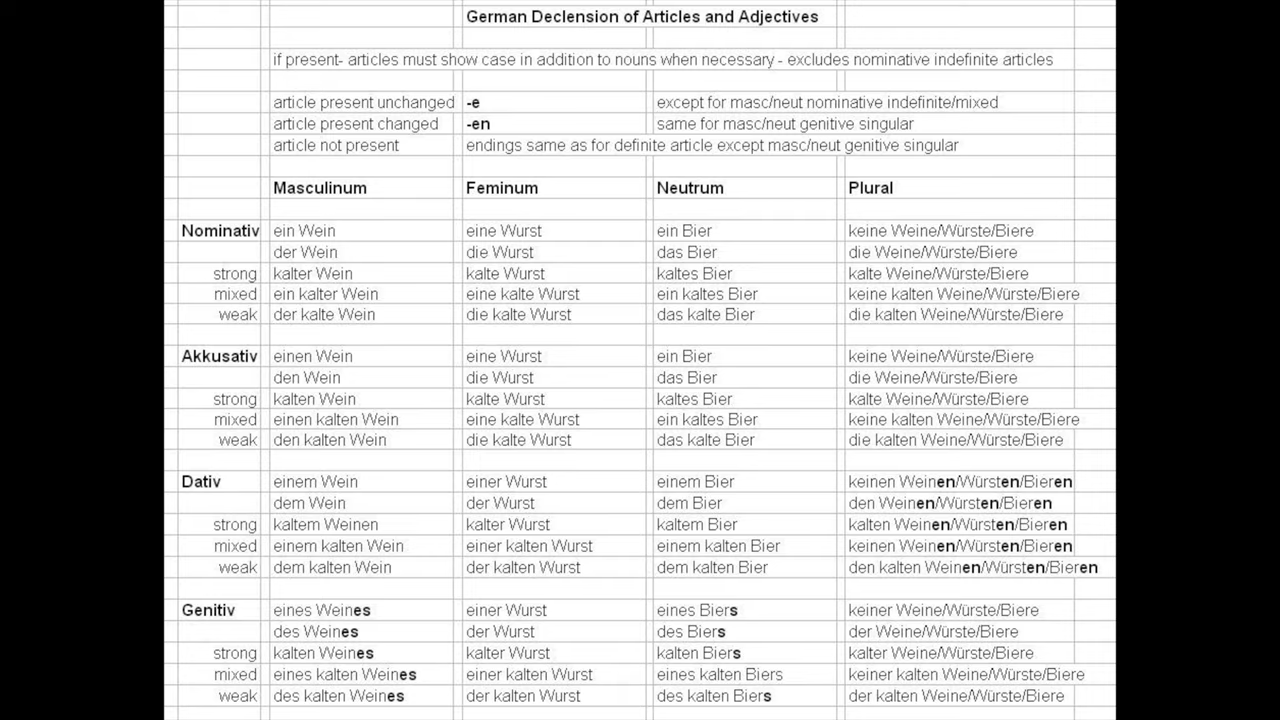 German Declension of Articles and Adjectives
if present- articles must show case in addition to nouns when necessary - excludes nominative indefinite articles
article present unchanged -e except for masc/neut nominative indefinite/mixed
article present changed -en same for masc/neut genitive singular
article not present endings same as for definite article except masc/neut genitive singular
Masculinum Feminum Neutrum Plural
Nominativ ein Wein eine Wurst ein Bier keine Weine/Würste/Biere
der Wein die Wurst das Bier die Weine/Würste/Biere
strong kalter Wein kalte Wurst kaltes Bier kalte Weine/Würste/Biere
mixed ein kalter Wein eine kalte Wurst ein kaltes Bier keine kalten Weine/Würste/Biere
weak der kalte Wein die kalte Wurst das kalte Bier die kalten Weine/Würste/Biere
Akkusativ einen Wein eine Wurst ein Bier keine Weine/Würste/Biere
den Wein die Wurst das Bier die Weine/Würste/Biere
strong kalten Wein kalte Wurst kaltes Bier kalte Weine/Würste/Biere
mixed einen kalten Wein eine kalte Wurst ein kaltes Bier keine kalten Weine/Würste/Biere
weak den kalten Wein die kalte Wurst das kalte Bier die kalten Weine/Würste/Biere
Dativ einem Wein einer Wurst einem Bier keinen Weinen/Würsten/Bieren
dem Wein der Wurst dem Bier den Weinen/Würsten/Bieren
strong kaltem Weinen kalter Wurst kaltem Bier kalten Weinen/Würsten/Bieren
mixed einem kalten Wein einer kalten Wurst einem kalten Bier keinen Weinen/Würsten/Bieren
weak dem kalten Wein der kalten Wurst dem kalten Bier den kalten Weinen/Würsten/Bieren
Genitiv eines Weines einer Wurst eines Biers keiner Weine/Würste/Biere
des Weines der Wurst des Biers der Weine/Würste/Biere
strong kalten Weines kalter Wurst kalten Biers kalter Weine/Würste/Biere
mixed eines kalten Weines einer kalten Wurst eines kalten Biers keiner kalten Weine/Würste/Biere
weak des kalten Weines der kalten Wurst des kalten Biers der kalten Weine/Würste/Biere